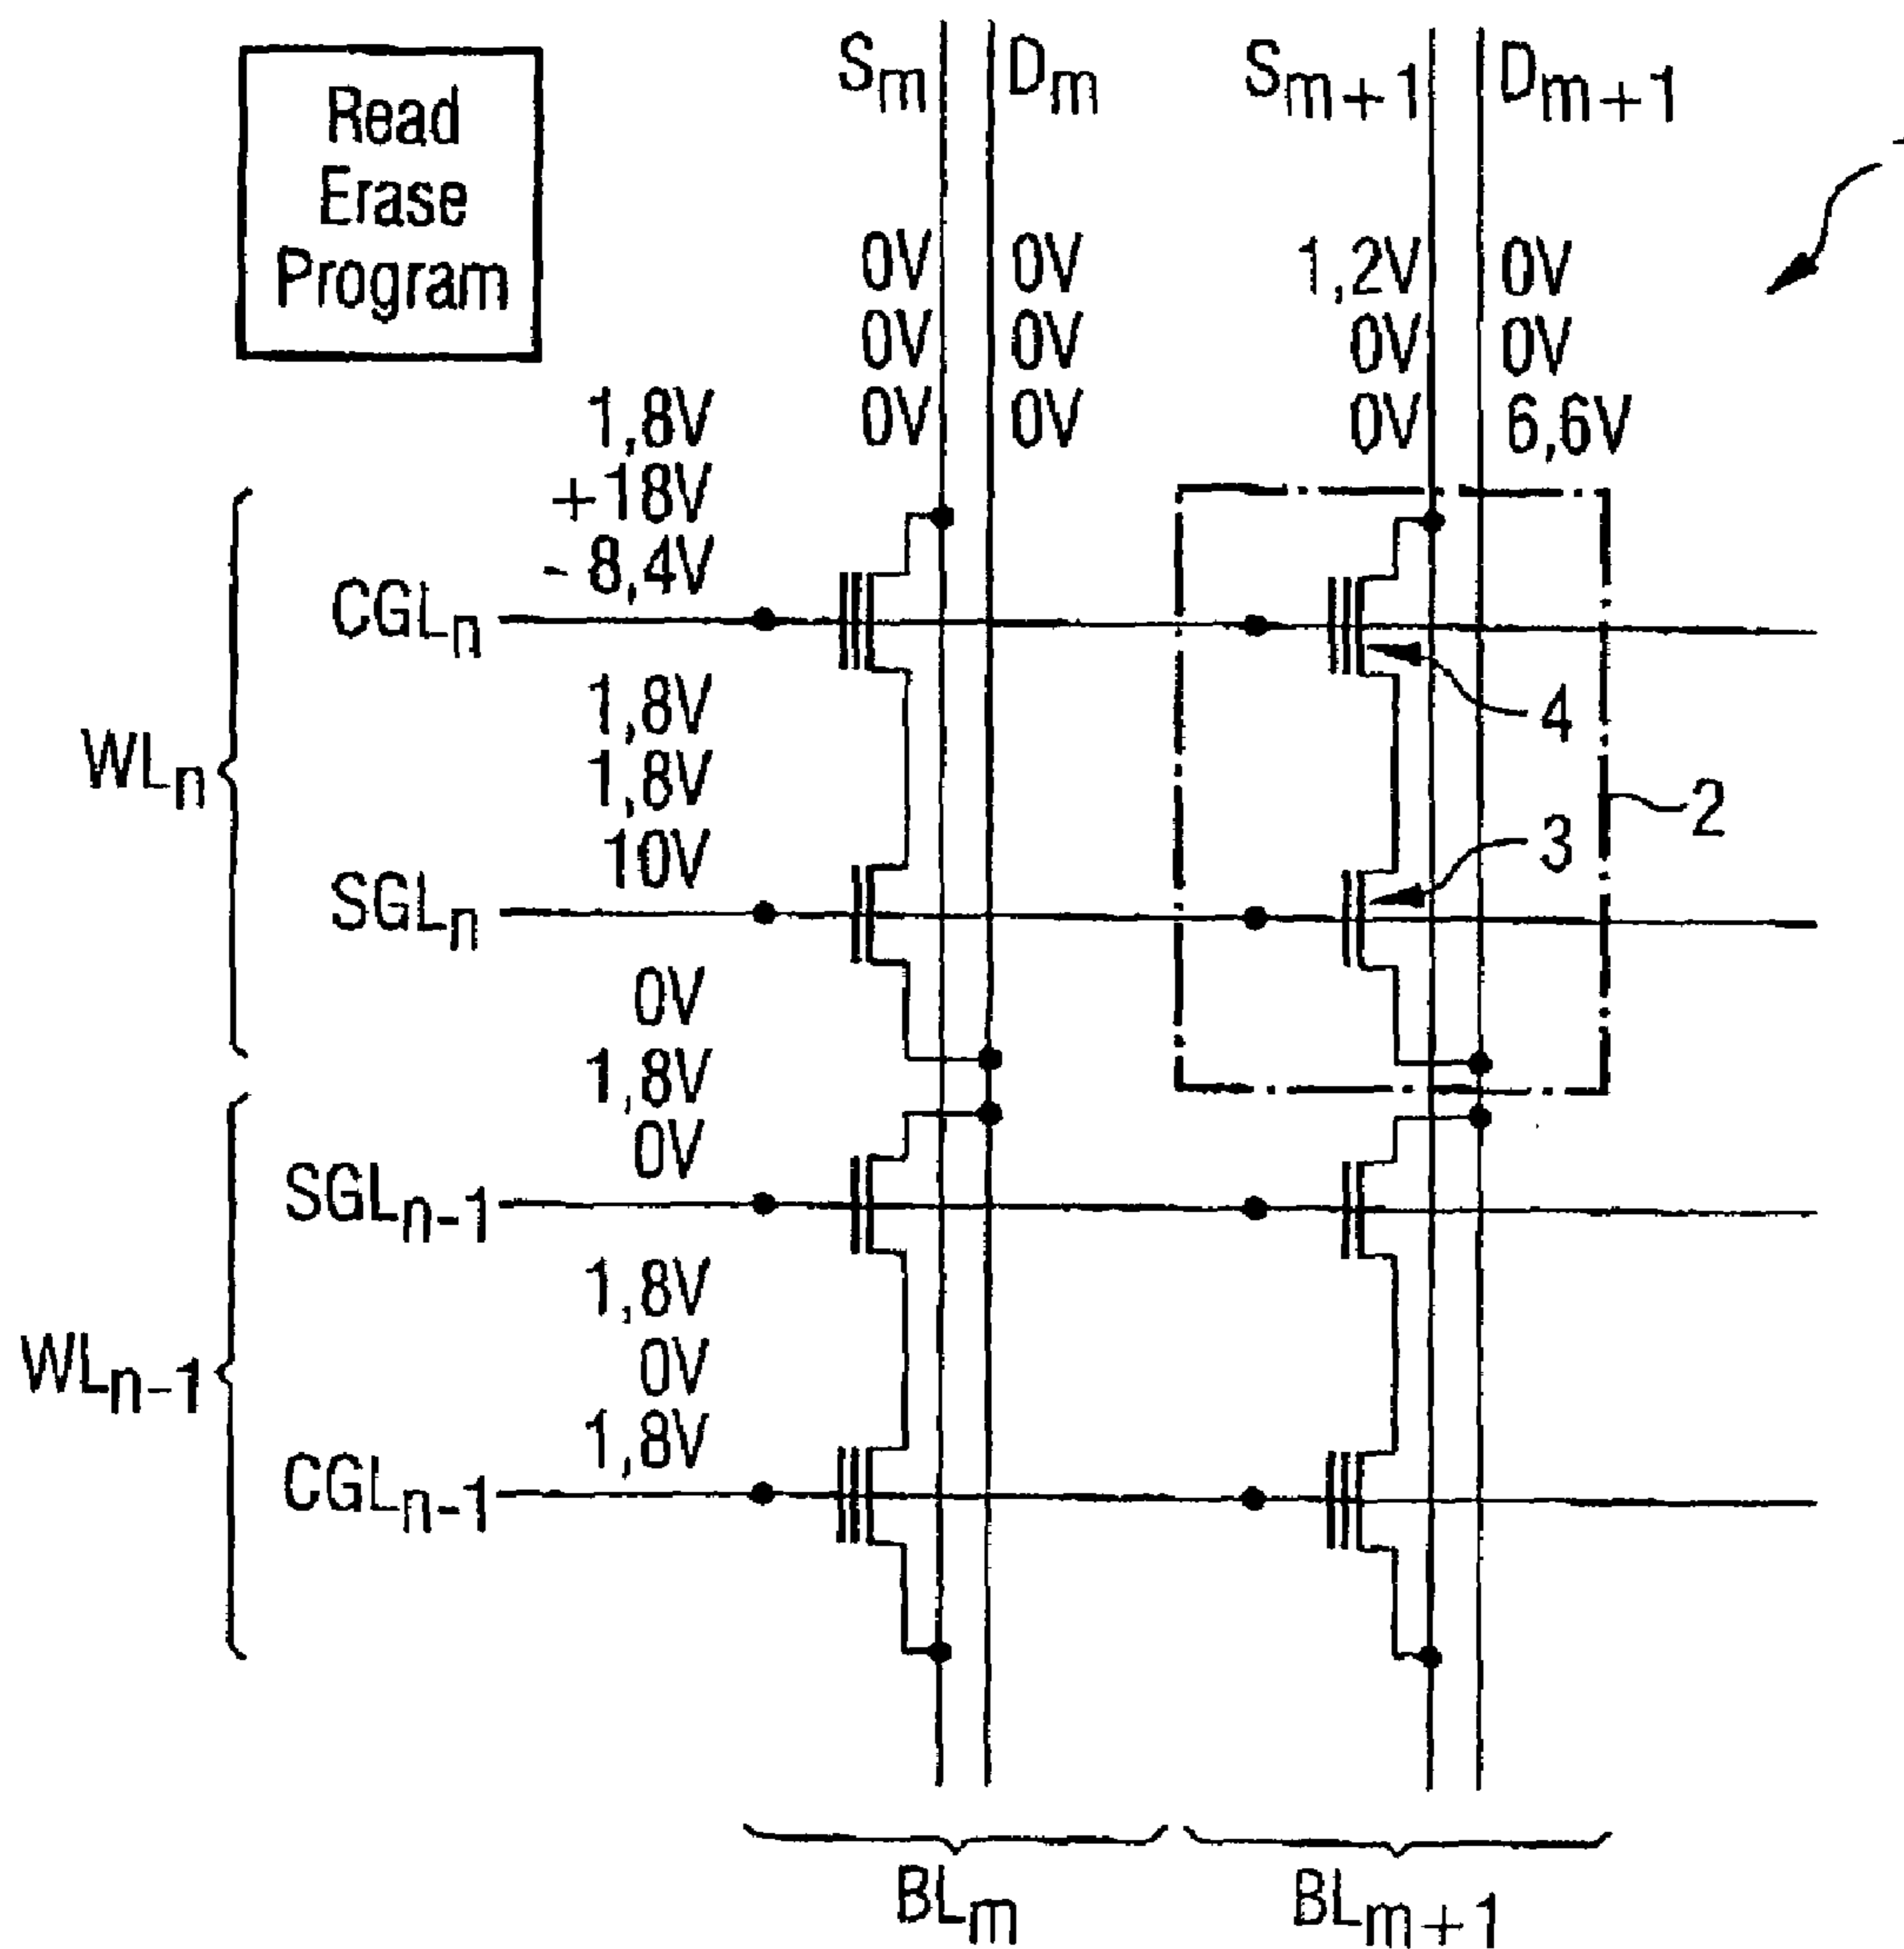 Read
Erase
Program
Sm Dm Sm+1 Dm+1
0V 0V 1,2V 0V
0V 0V 0V 0V
0V 0V 0V 6,6V
1,8V
+18V
- 8,4V
CGLn
1,8V
1,8V
10V
SGLn
WLn
4
3
2
0V
1,8V
0V
SGLn-1
1,8V
0V
1,8V
CGLn-1
WLn-1
BLm BLm+1